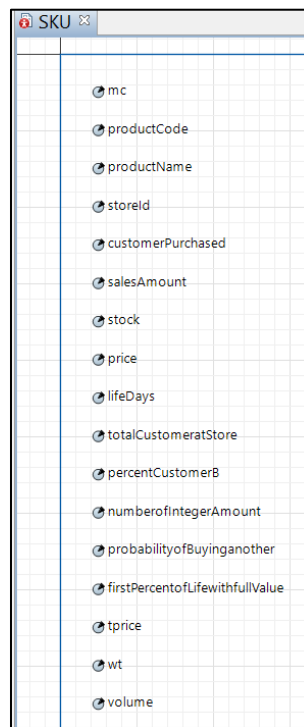 SKU
mc
productCode
productName
storeId
customerPurchased
salesAmount
stock
price
lifeDays
totalCustomeratStore
percentCustomerB
numberofIntegerAmount
probabilityofBuyinganother
firstPercentofLifewithfullValue
tprice
wt
volume